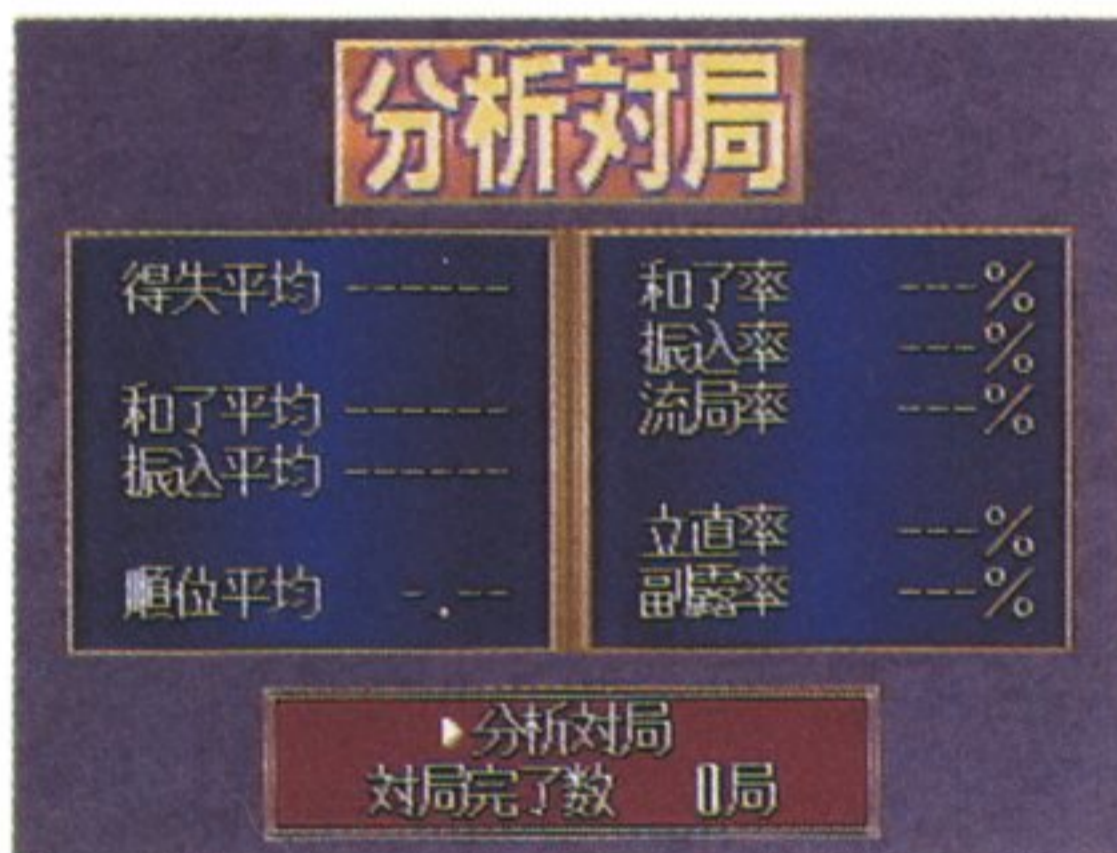 分析対局
得失平均 ------
和了平均 ------
振込平均 ------
順位平均 -.--
和了率 ---%
振込率 ---%
流局率 ---%
立直率 ---%
副露率 ---%
▶分析対局
対局完了数 0局